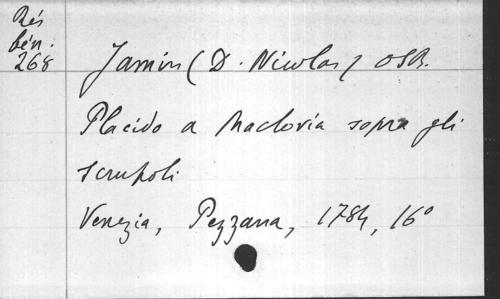 Rés
bén.
268
Jamin (D. Nicolas) OSB.
Placido a Maclovia sopra gli
scrupoli
Venezia, Pezzana, 1784, 16°